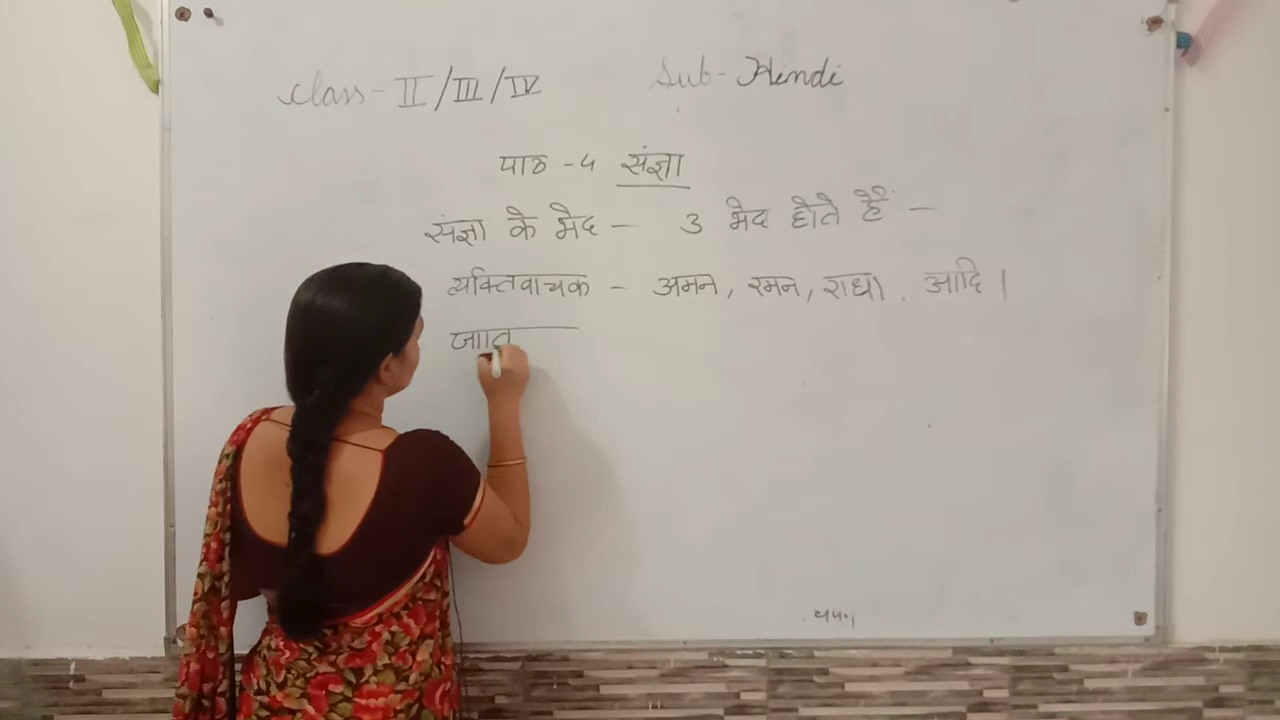 Class - II / III / IV Sub - Hindi
पाठ - 4 संज्ञा
संज्ञा के भेद - 3 भेद होते हैं -
व्यक्तिवाचक - अमन, रमन, राधा. आदि।
जाति